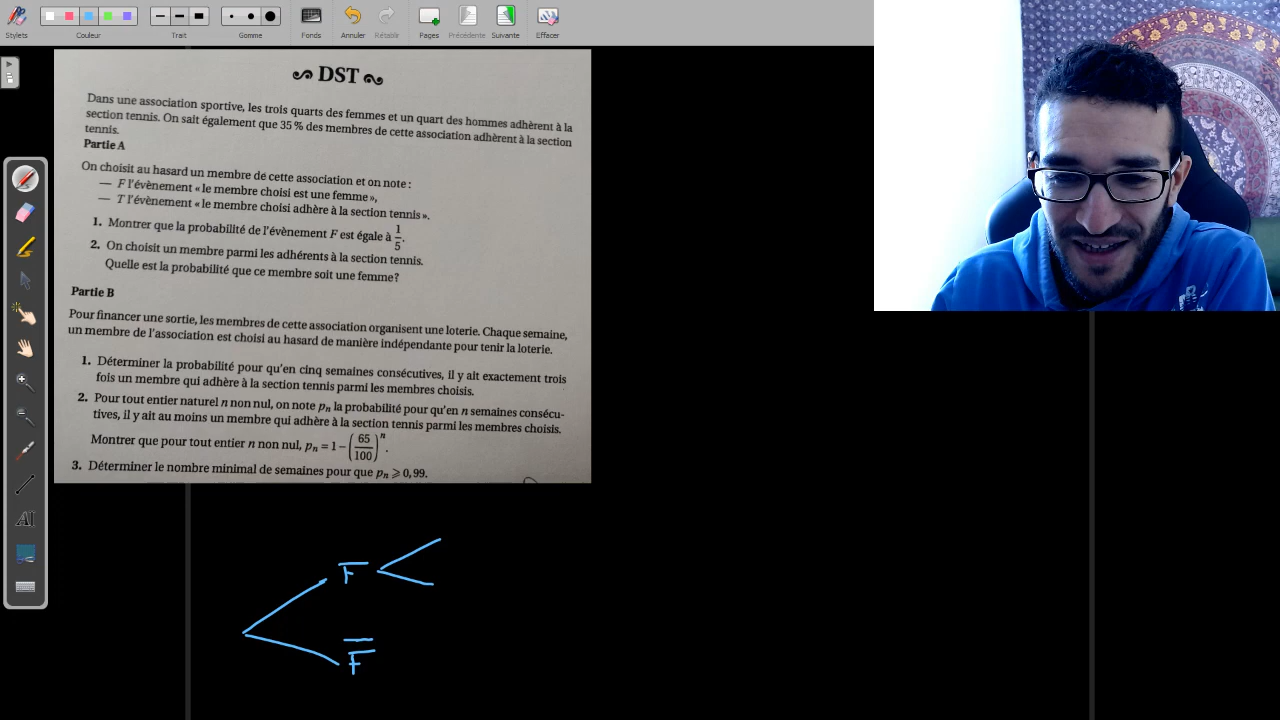 Stylets Couleur Trait Gomme Fonds Annuler Rétablir Pages Précédente Suivante Effacer
DST
Dans une association sportive, les trois quarts des femmes et un quart des hommes adhèrent à la
section tennis. On sait également que 35 % des membres de cette association adhèrent à la section
tennis.
Partie A
On choisit au hasard un membre de cette association et on note :
— F l'évènement « le membre choisi est une femme »,
— T l'évènement « le membre choisi adhère à la section tennis ».
1. Montrer que la probabilité de l'évènement F est égale à 1/5.
2. On choisit un membre parmi les adhérents à la section tennis.
Quelle est la probabilité que ce membre soit une femme ?
Partie B
Pour financer une sortie, les membres de cette association organisent une loterie. Chaque semaine,
un membre de l'association est choisi au hasard de manière indépendante pour tenir la loterie.
1. Déterminer la probabilité pour qu'en cinq semaines consécutives, il y ait exactement trois
fois un membre qui adhère à la section tennis parmi les membres choisis.
2. Pour tout entier naturel n non nul, on note pn la probabilité pour qu'en n semaines consécu-
tives, il y ait au moins un membre qui adhère à la section tennis parmi les membres choisis.
Montrer que pour tout entier n non nul, pn = 1 − (65/100)^n.
3. Déterminer le nombre minimal de semaines pour que pn ⩾ 0,99.
F
F̅